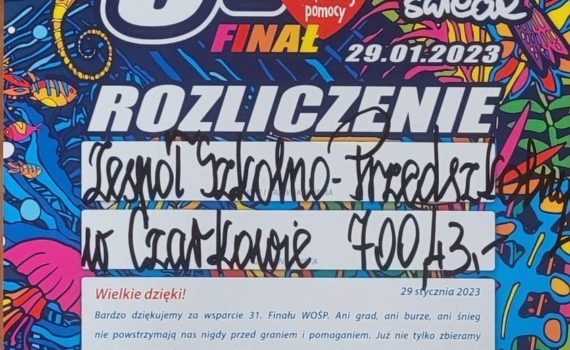 pomocy
świecie
FINAŁ
29.01.2023
ROZLICZENIE
Zespół Szkolno-Przedszkolny
w Czarkowie 700,43,-
Wielkie dzięki!
29 stycznia 2023
Bardzo dziękujemy za wsparcie 31. Finału WOŚP. Ani grad, ani burze, ani śnieg
nie powstrzymają nas nigdy przed graniem i pomaganiem. Już nie tylko zbieramy